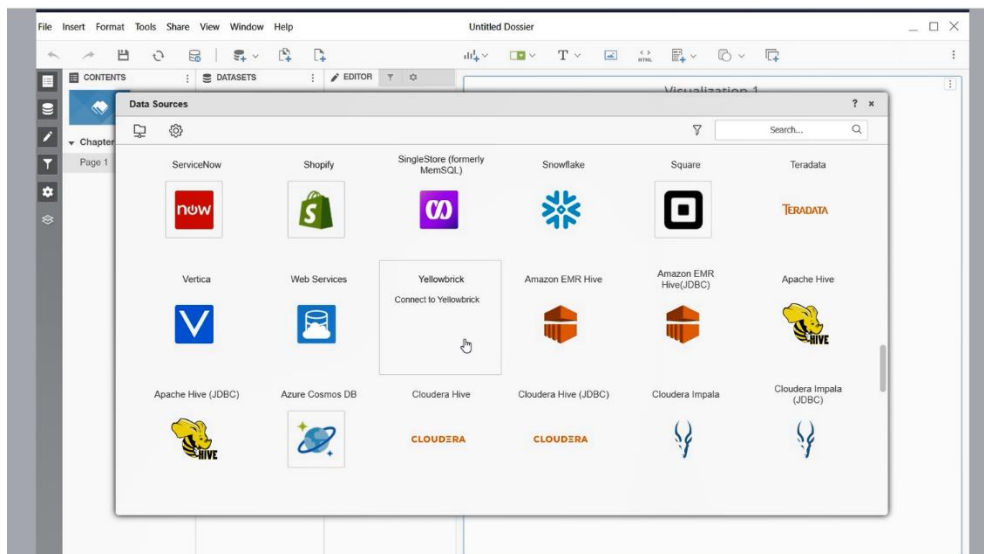 File Insert Format Tools Share View Window Help
Untitled Dossier
T
< > HTML
CONTENTS
DATASETS
EDITOR
Visualization 1
Data Sources
? ×
Chapter
Page 1
Search...
ServiceNow
Shopify
SingleStore (formerly
MemSQL)
Snowflake
Square
Teradata
now
S
TERADATA
Vertica
Web Services
Yellowbrick
Connect to Yellowbrick
Amazon EMR Hive
Amazon EMR
Hive(JDBC)
Apache Hive
V
HIVE
Apache Hive (JDBC)
Azure Cosmos DB
Cloudera Hive
Cloudera Hive (JDBC)
Cloudera Impala
Cloudera Impala
(JDBC)
HIVE
CLOUDERA
CLOUDERA